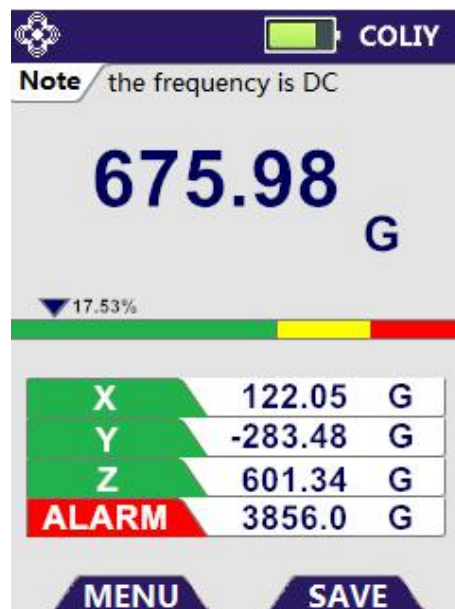 COLIY
Note the frequency is DC
675.98
G
17.53%
X 122.05 G
Y -283.48 G
Z 601.34 G
ALARM 3856.0 G
MENU SAVE